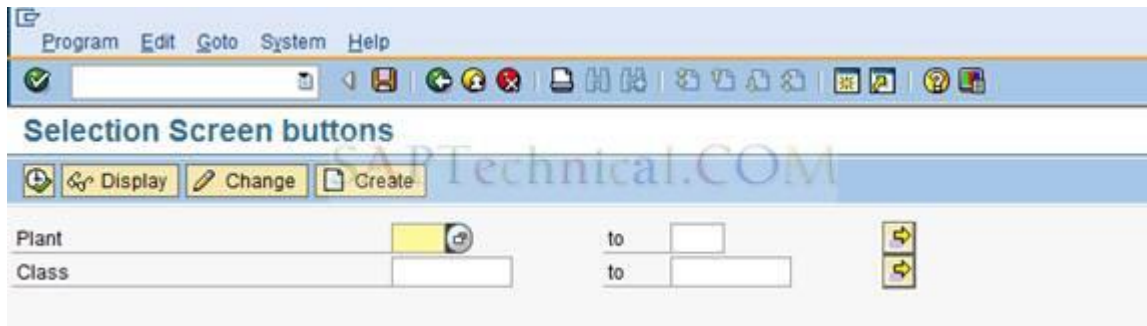 Program Edit Goto System Help
Selection Screen buttons
SAPTechnical.COM
Display Change Create
Plant to
Class to